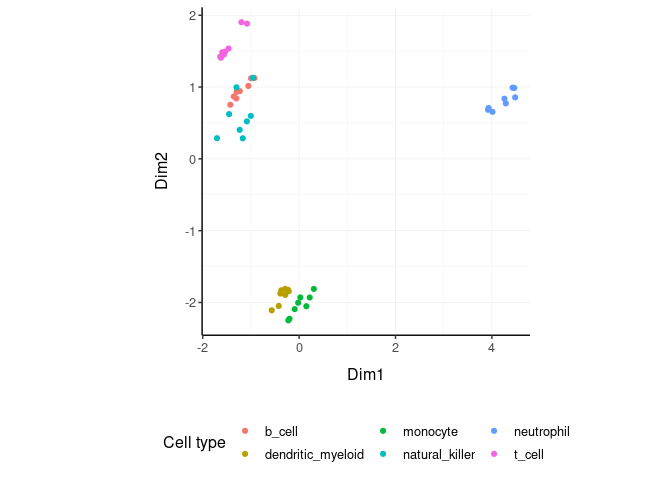 2
1
0
-1
-2
Dim2
-2 0 2 4
Dim1
Cell type
b_cell monocyte neutrophil
dendritic_myeloid natural_killer t_cell